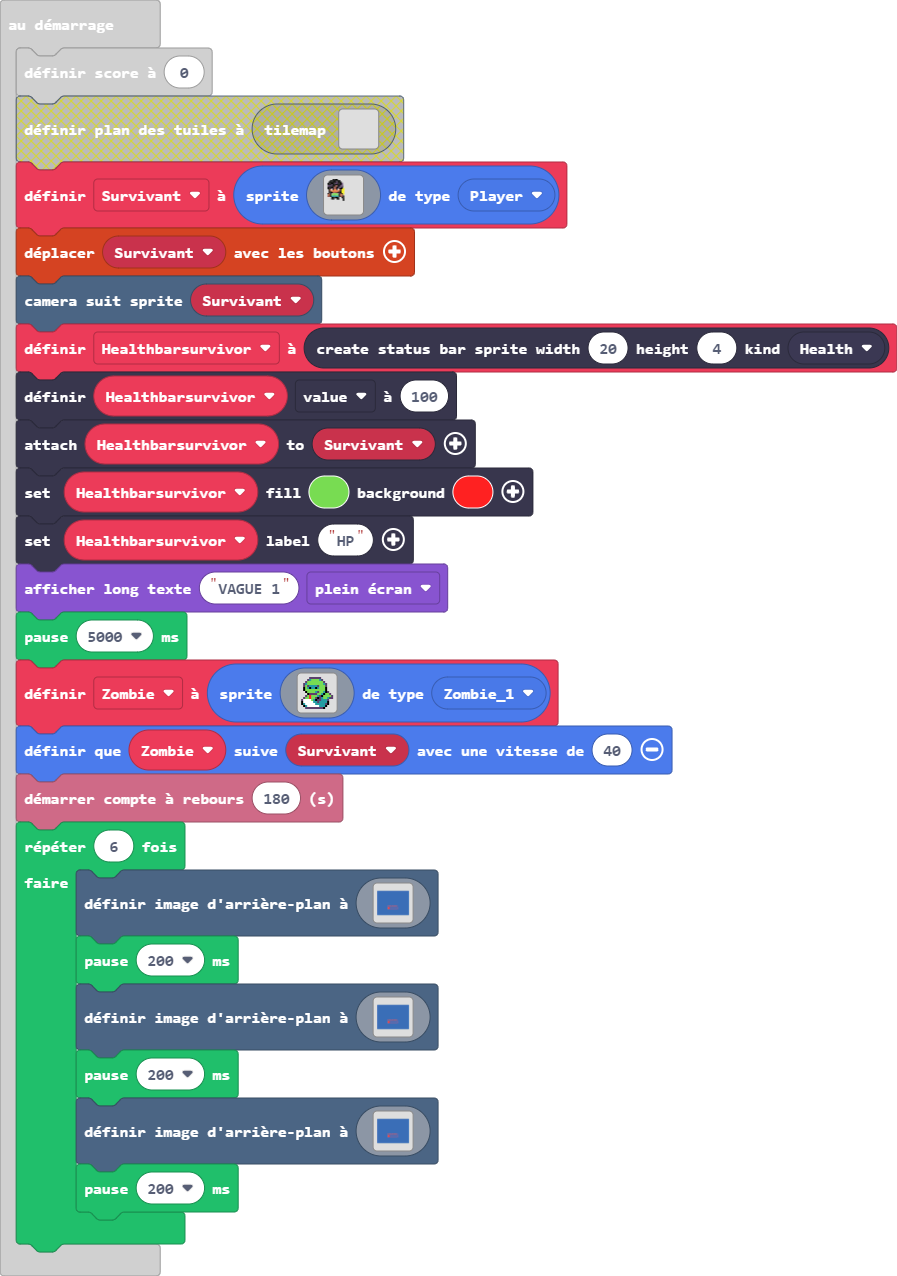 au démarrage
définir score à 0
définir plan des tuiles à tilemap
définir Survivant à sprite de type Player
déplacer Survivant avec les boutons
camera suit sprite Survivant
définir Healthbarsurvivor à create status bar sprite width 20 height 4 kind Health
définir Healthbarsurvivor value à 100
attach Healthbarsurvivor to Survivant
set Healthbarsurvivor fill background
set Healthbarsurvivor label "HP"
afficher long texte "VAGUE 1" plein écran
pause 5000 ms
définir Zombie à sprite de type Zombie_1
définir que Zombie suive Survivant avec une vitesse de 40
démarrer compte à rebours 180 (s)
répéter 6 fois
faire
définir image d'arrière-plan à
pause 200 ms
définir image d'arrière-plan à
pause 200 ms
définir image d'arrière-plan à
pause 200 ms